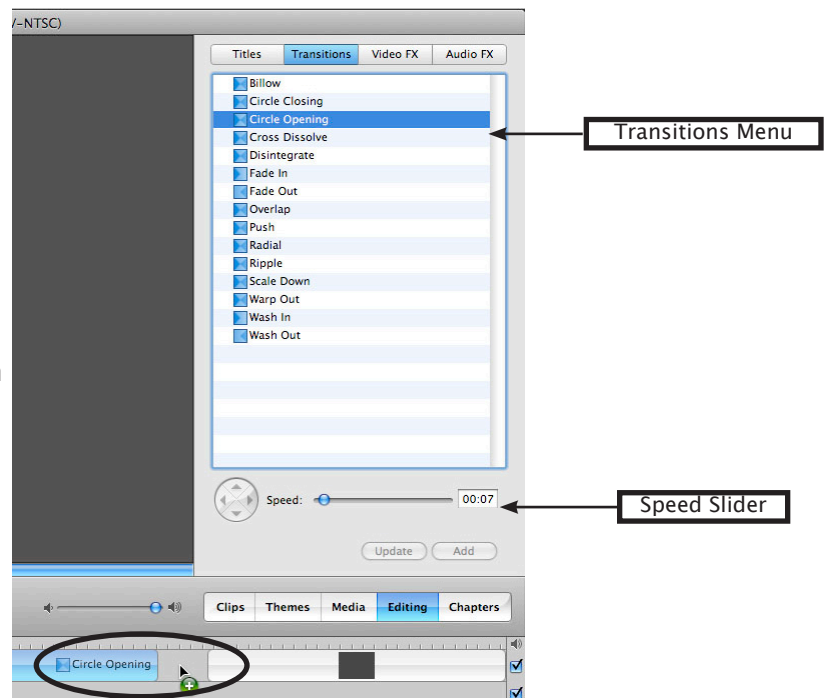 /-NTSC)
Titles Transitions Video FX Audio FX
Billow
Circle Closing
Circle Opening
Cross Dissolve
Disintegrate
Fade In
Fade Out
Overlap
Push
Radial
Ripple
Scale Down
Warp Out
Wash In
Wash Out
Transitions Menu
Speed: 00:07
Speed Slider
Update Add
Clips Themes Media Editing Chapters
Circle Opening